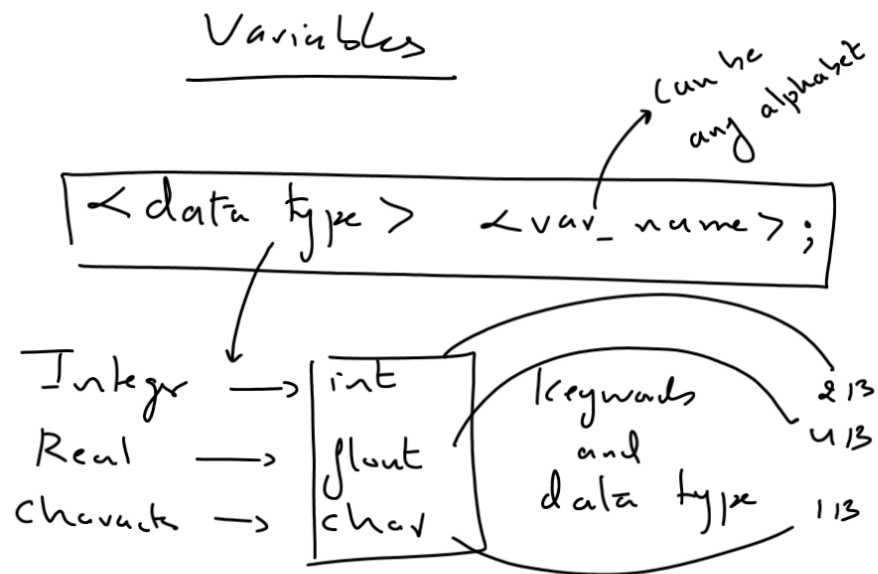 Variables
can be
any alphabet
<data type> <var_name>;
Integer → int
Real → float
Character → char
Keywords
and
data type
2B
4B
1B